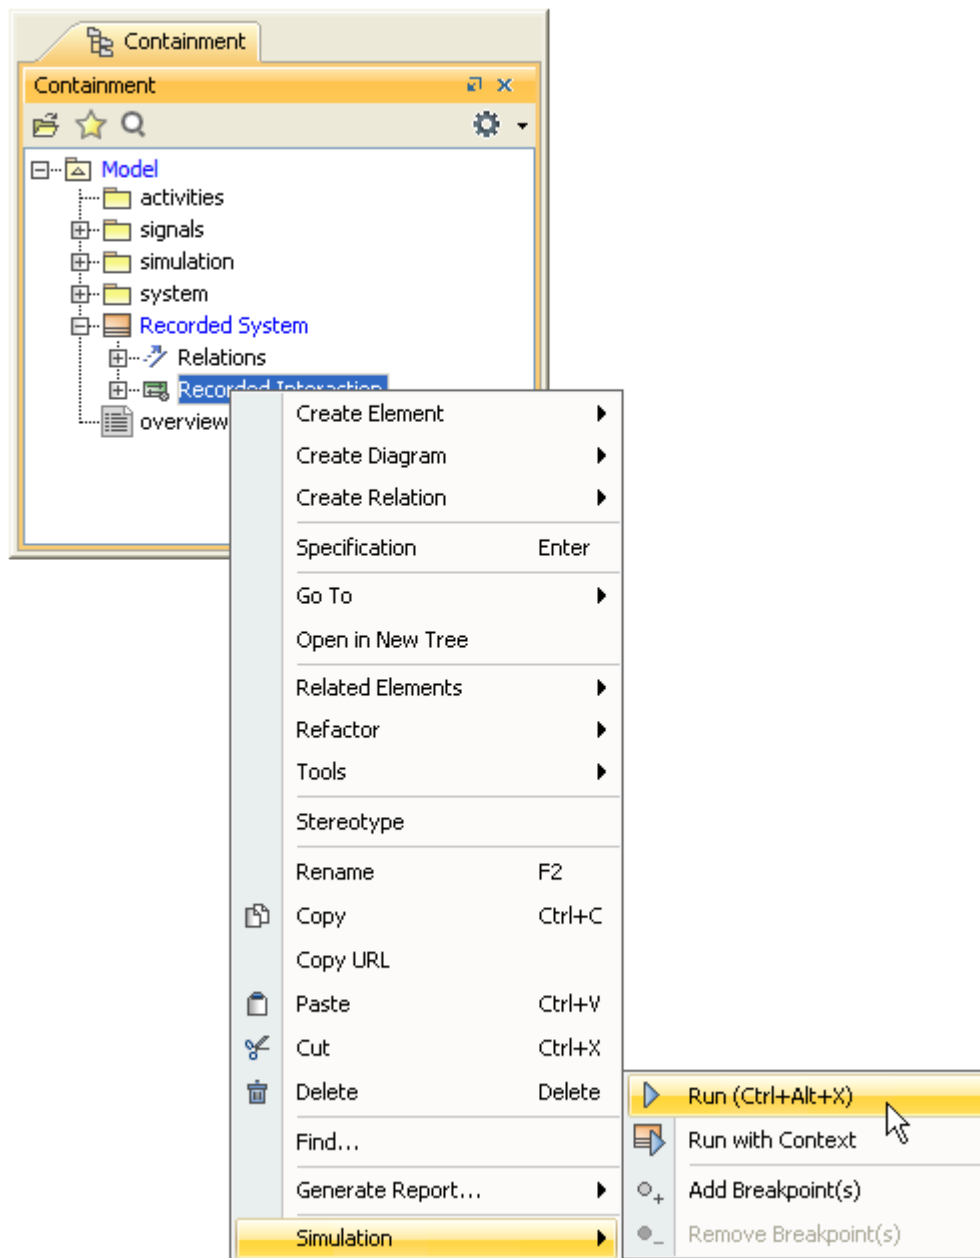 Containment
Containment
Model
activities
signals
simulation
system
Recorded System
Relations
Recorded Interaction
overview
Create Element
Create Diagram
Create Relation
Specification Enter
Go To
Open in New Tree
Related Elements
Refactor
Tools
Stereotype
Rename F2
Copy Ctrl+C
Copy URL
Paste Ctrl+V
Cut Ctrl+X
Delete Delete
Find...
Generate Report...
Simulation
Run (Ctrl+Alt+X)
Run with Context
Add Breakpoint(s)
Remove Breakpoint(s)